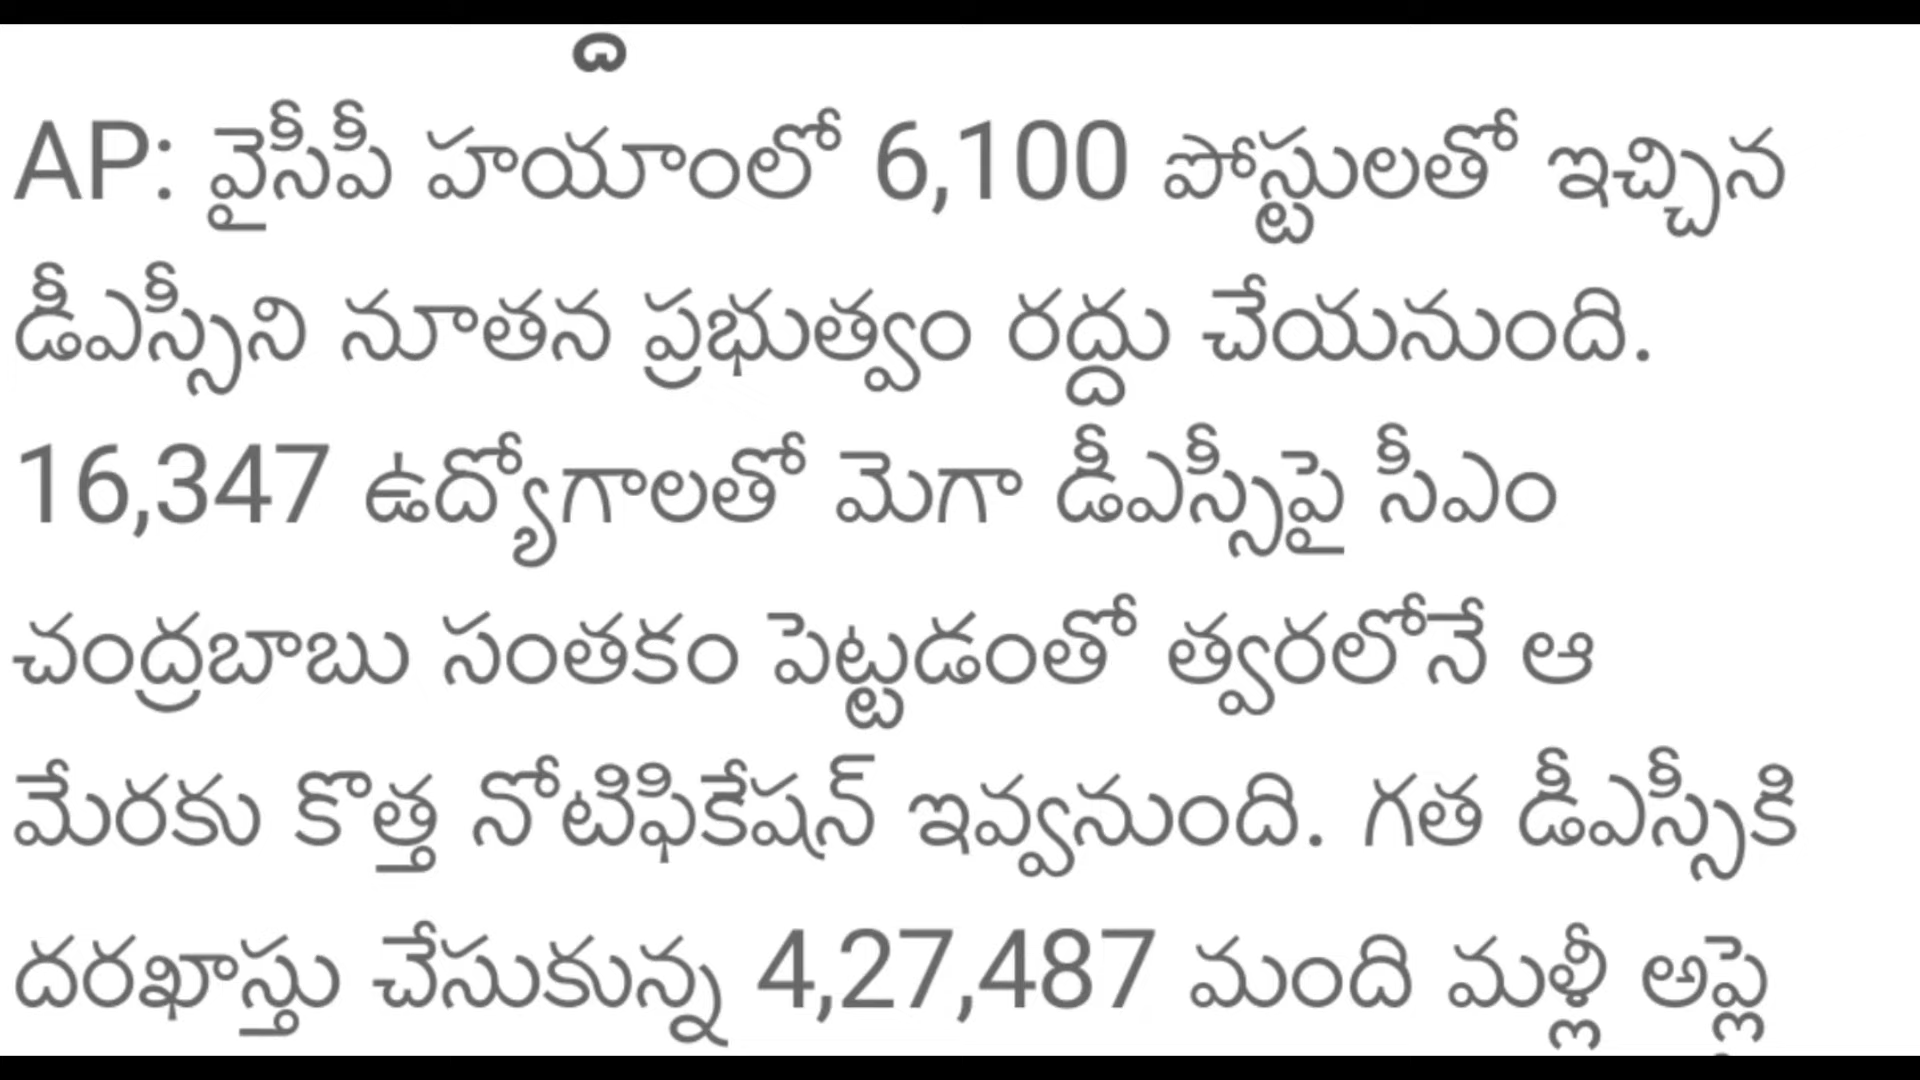 AP: వైసీపీ హయాంలో 6,100 పోస్టులతో ఇచ్చిన
డీఎస్సీని నూతన ప్రభుత్వం రద్దు చేయనుంది.
16,347 ఉద్యోగాలతో మెగా డీఎస్సీపై సీఎం
చంద్రబాబు సంతకం పెట్టడంతో త్వరలోనే ఆ
మేరకు కొత్త నోటిఫికేషన్ ఇవ్వనుంది. గత డీఎస్సీకి
దరఖాస్తు చేసుకున్న 4,27,487 మంది మళ్లీ అప్లై